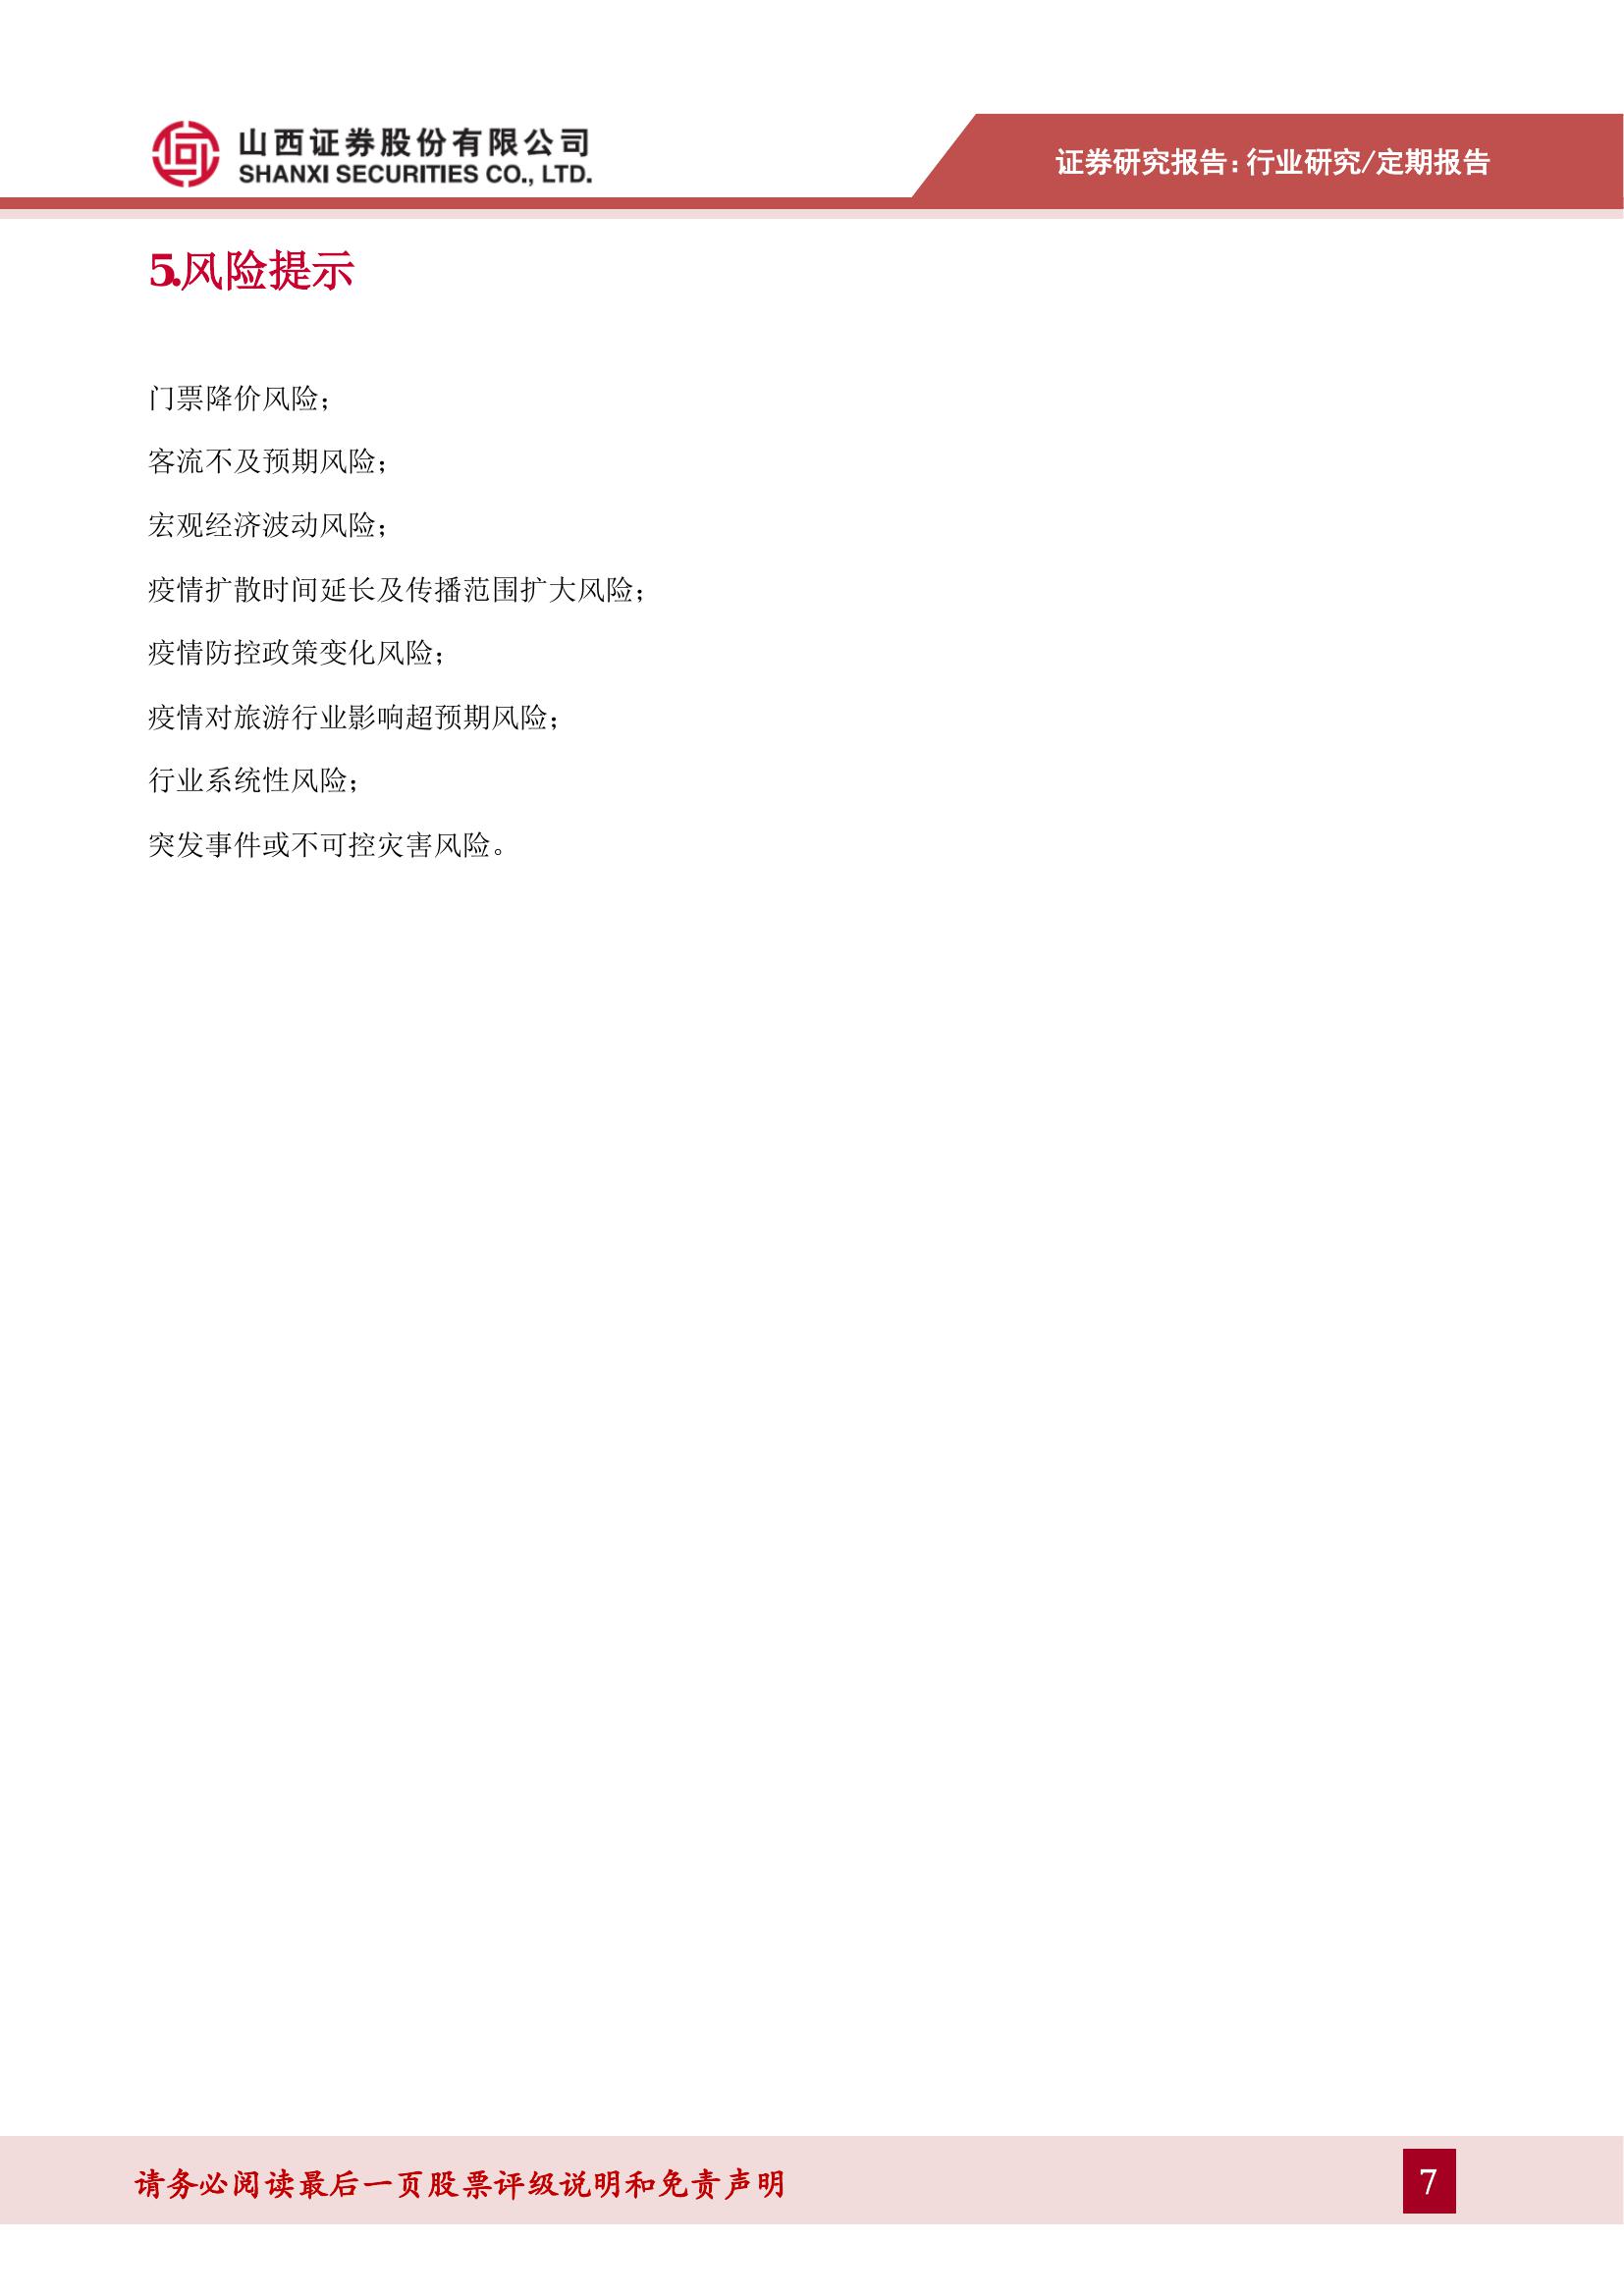 山西证券股份有限公司
SHANXI SECURITIES CO., LTD.
证券研究报告:行业研究/定期报告
5.风险提示
门票降价风险;
客流不及预期风险;
宏观经济波动风险;
疫情扩散时间延长及传播范围扩大风险;
疫情防控政策变化风险;
疫情对旅游行业影响超预期风险;
行业系统性风险;
突发事件或不可控灾害风险。
请务必阅读最后一页股票评级说明和免责声明
7